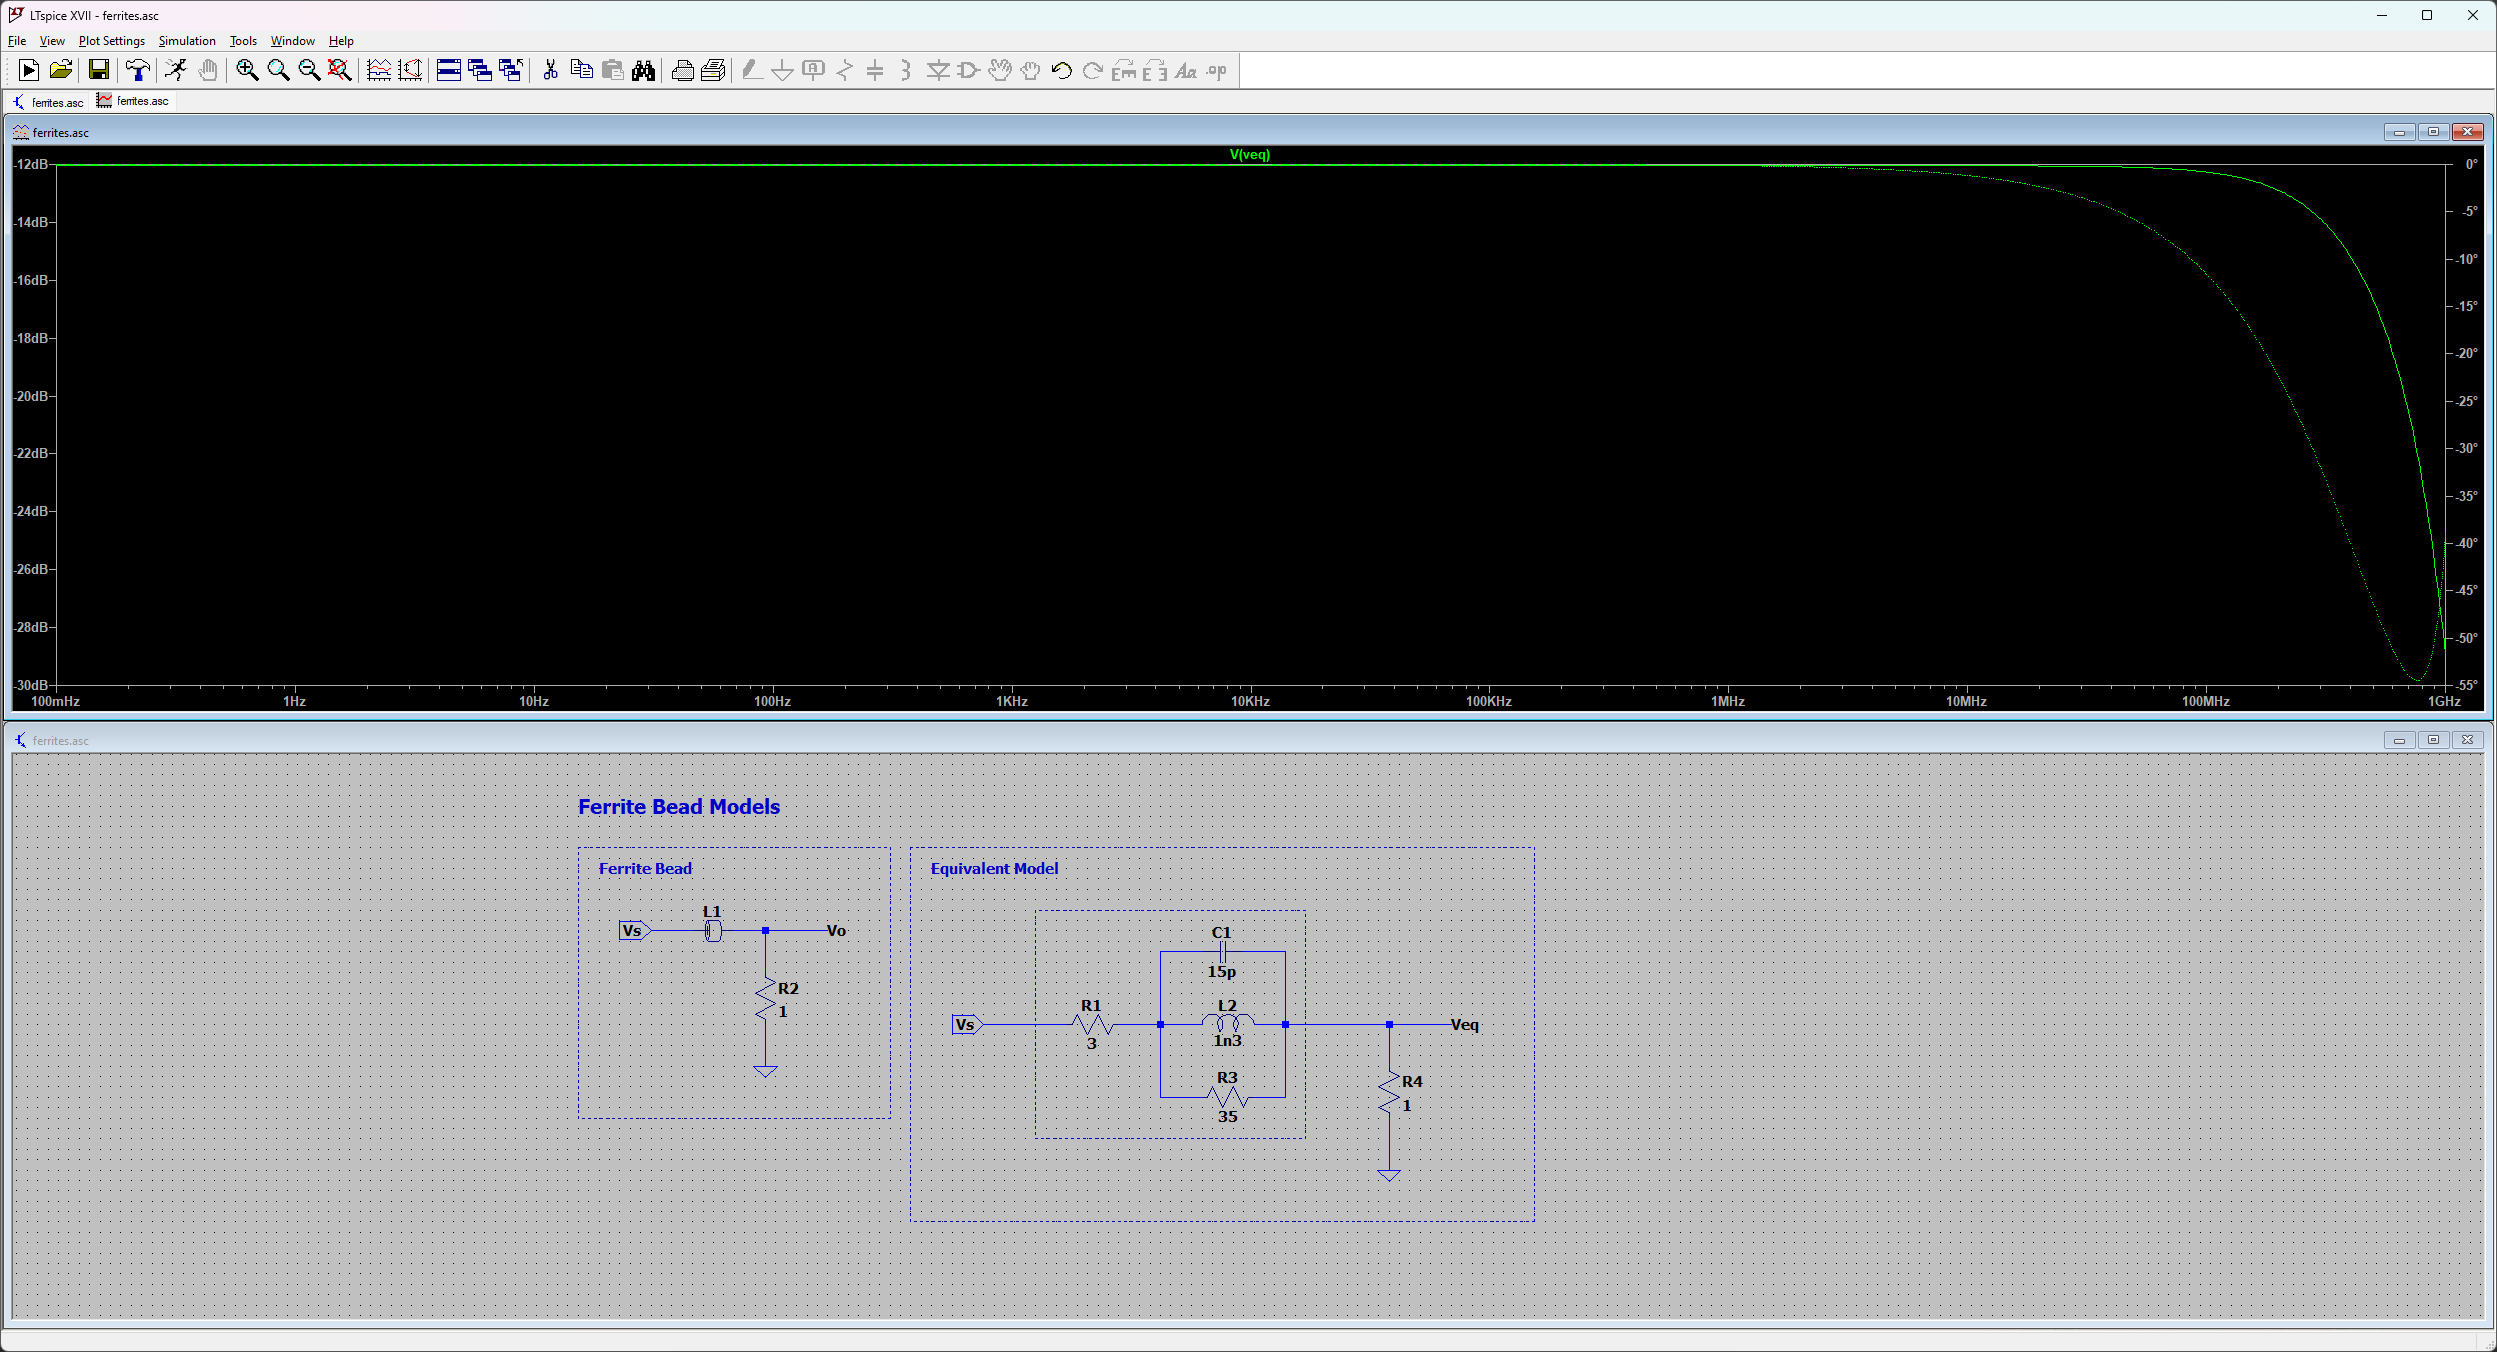 LTspice XVII - ferrites.asc
File View Plot Settings Simulation Tools Window Help
ferrites.asc ferrites.asc
ferrites.asc
V(veq)
-12dB
-14dB
-16dB
-18dB
-20dB
-22dB
-24dB
-26dB
-28dB
-30dB
0°
-5°
-10°
-15°
-20°
-25°
-30°
-35°
-40°
-45°
-50°
-55°
100mHz 1Hz 10Hz 100Hz 1KHz 10KHz 100KHz 1MHz 10MHz 100MHz 1GHz
ferrites.asc
Ferrite Bead Models
Ferrite Bead
L1
Vs
Vo
R2
1
Equivalent Model
C1
15p
R1
L2
Vs
Veq
3
1n3
R3
35
R4
1